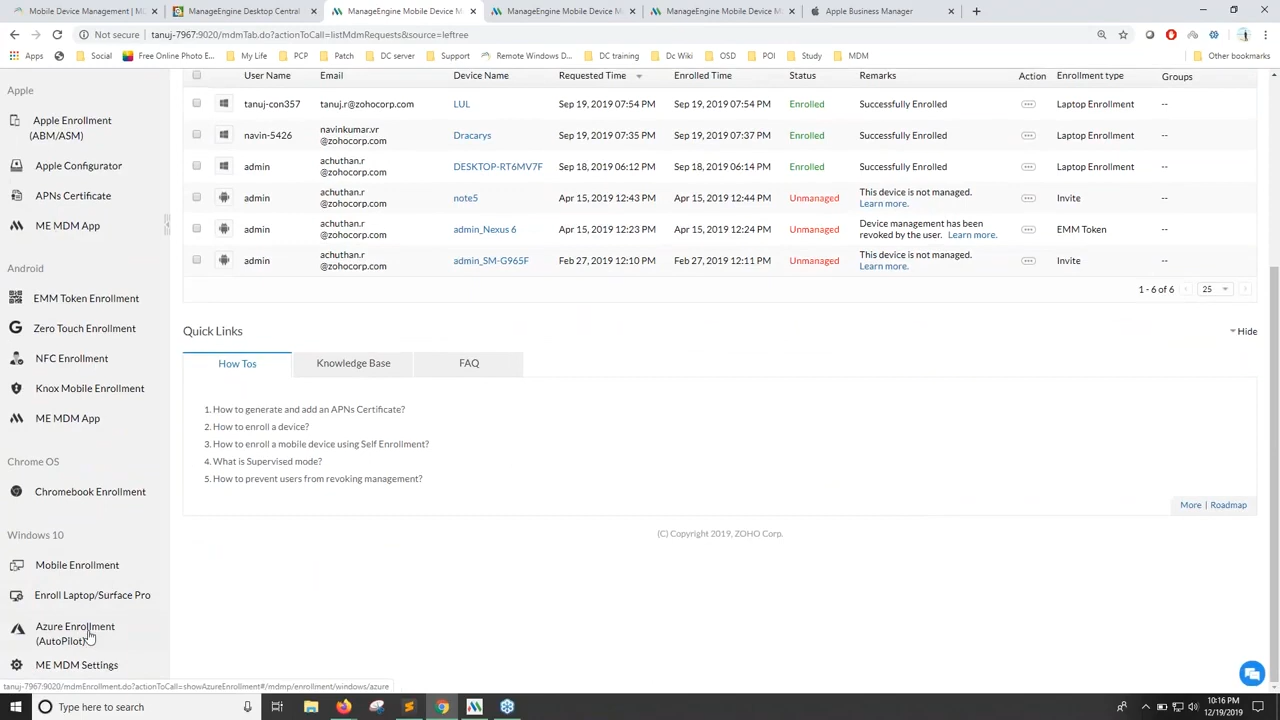 Mobile Device Management | M
ManageEngine Desktop Central
ManageEngine Mobile Device M
ManageEngine Mobile Device M
ManageEngine Mobile Device M
Apple Business Manager
Not secure | tanuj-7967:9020/mdmTab.do?actionToCall=listMdmRequests&source=leftree
Apps Social Free Online Photo E... My Life PCP Patch DC server Support Remote Windows D... DC training Dc Wiki OSD POI Study MDM Other bookmarks
User Name Email Device Name Requested Time Enrolled Time Status Remarks Action Enrollment type Groups
tanuj-con357 tanuj.r@zohocorp.com LUL Sep 19, 2019 07:54 PM Sep 19, 2019 07:54 PM Enrolled Successfully Enrolled Laptop Enrollment --
navin-5426 navinkumar.vr
@zohocorp.com Dracarys Sep 19, 2019 07:35 PM Sep 19, 2019 07:37 PM Enrolled Successfully Enrolled Laptop Enrollment --
admin achuthan.r
@zohocorp.com DESKTOP-RT6MV7F Sep 18, 2019 06:12 PM Sep 18, 2019 06:14 PM Enrolled Successfully Enrolled Laptop Enrollment --
admin achuthan.r
@zohocorp.com note5 Apr 15, 2019 12:43 PM Apr 15, 2019 12:44 PM Unmanaged This device is not managed.
Learn more. Invite --
admin achuthan.r
@zohocorp.com admin_Nexus 6 Apr 15, 2019 12:23 PM Apr 15, 2019 12:24 PM Unmanaged Device management has been
revoked by the user. Learn more. EMM Token --
admin achuthan.r
@zohocorp.com admin_SM-G965F Feb 27, 2019 12:10 PM Feb 27, 2019 12:11 PM Unmanaged This device is not managed.
Learn more. Invite --
1 - 6 of 6 25
Apple
Apple Enrollment
(ABM/ASM)
Apple Configurator
APNs Certificate
ME MDM App
Android
EMM Token Enrollment
Zero Touch Enrollment
NFC Enrollment
Knox Mobile Enrollment
ME MDM App
Chrome OS
Chromebook Enrollment
Windows 10
Mobile Enrollment
Enroll Laptop/Surface Pro
Azure Enrollment
(AutoPilot)
ME MDM Settings
Quick Links
Hide
How Tos Knowledge Base FAQ
1. How to generate and add an APNs Certificate?
2. How to enroll a device?
3. How to enroll a mobile device using Self Enrollment?
4. What is Supervised mode?
5. How to prevent users from revoking management?
More | Roadmap
(C) Copyright 2019, ZOHO Corp.
tanuj-7967:9020/mdmEnrollment.do?actionToCall=showAzureEnrollment#/mdmp/enrollment/windows/azure
Type here to search
10:16 PM
12/19/2019